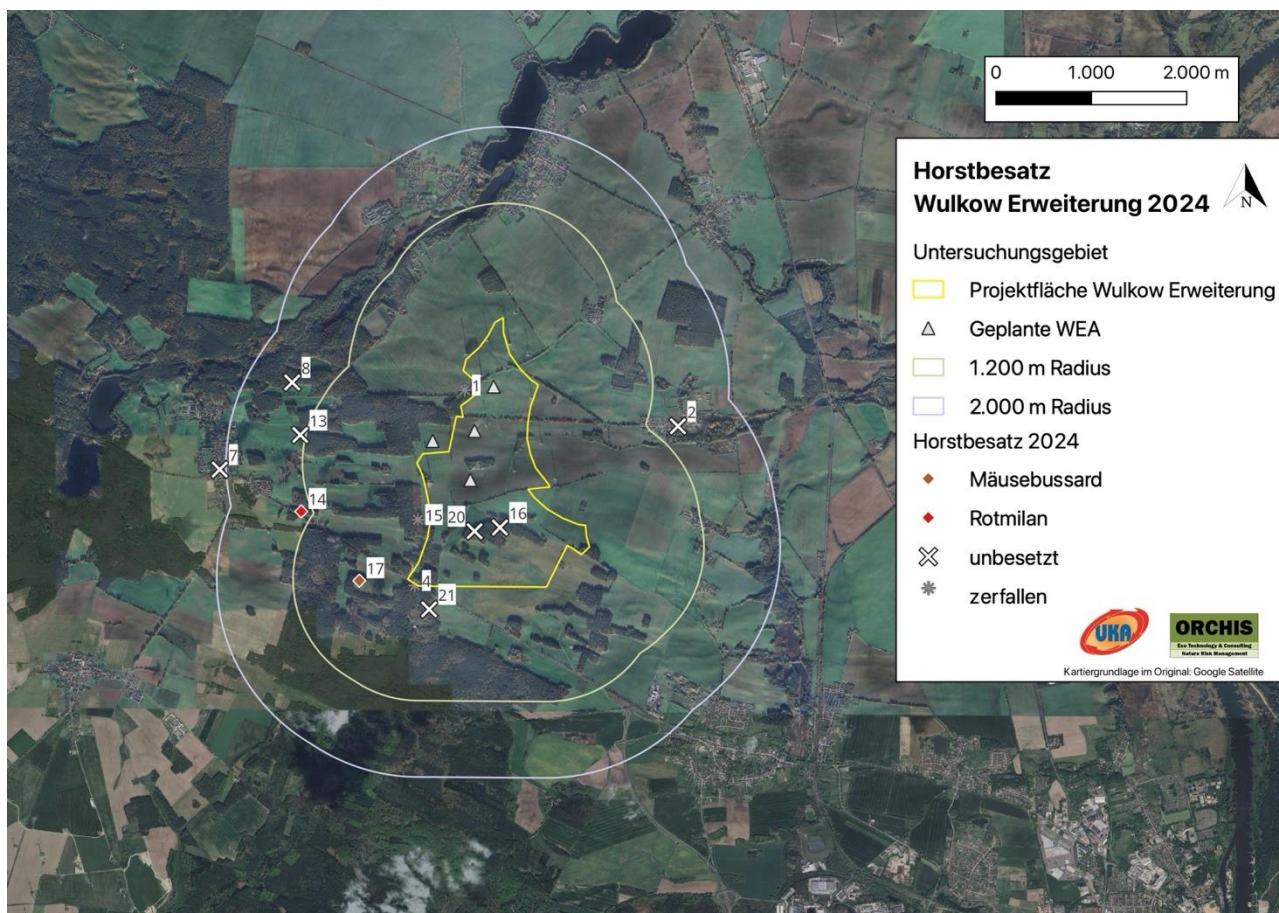 0 1.000 2.000 m
Horstbesatz
Wulkow Erweiterung 2024
N
Untersuchungsgebiet
Projektfläche Wulkow Erweiterung
Geplante WEA
1.200 m Radius
2.000 m Radius
Horstbesatz 2024
Mäusebussard
Rotmilan
unbesetzt
zerfallen
UKA
ORCHIS
Eco Technology & Consulting
Nature Risk Management
Kartiergrundlage im Original: Google Satellite
8
1
13
2
7
14
15
20
16
17
4
21